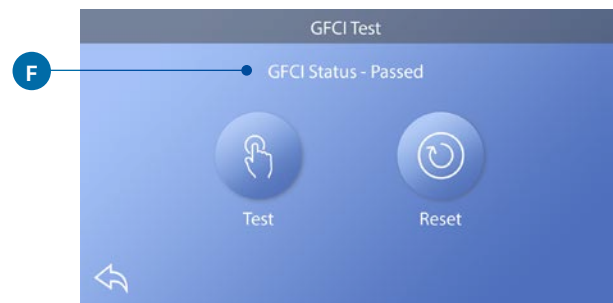 GFCI Test
F
GFCI Status - Passed
Test
Reset